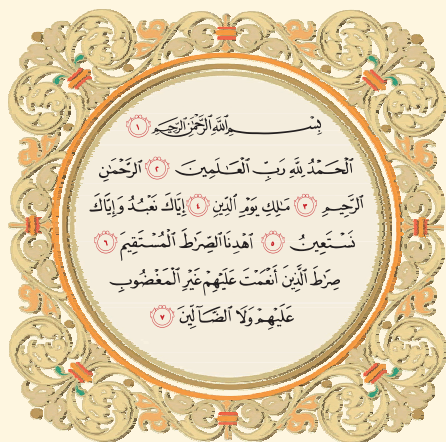 بِسْمِ ٱللَّهِ ٱلرَّحْمَٰنِ ٱلرَّحِيمِ ١
ٱلْحَمْدُ لِلَّهِ رَبِّ ٱلْعَٰلَمِينَ ٢ ٱلرَّحْمَٰنِ
ٱلرَّحِيمِ ٣ مَٰلِكِ يَوْمِ ٱلدِّينِ ٤ إِيَّاكَ نَعْبُدُ وَإِيَّاكَ
نَسْتَعِينُ ٥ ٱهْدِنَا ٱلصِّرَٰطَ ٱلْمُسْتَقِيمَ ٦
صِرَٰطَ ٱلَّذِينَ أَنْعَمْتَ عَلَيْهِمْ غَيْرِ ٱلْمَغْضُوبِ
عَلَيْهِمْ وَلَا ٱلضَّآلِّينَ ٧